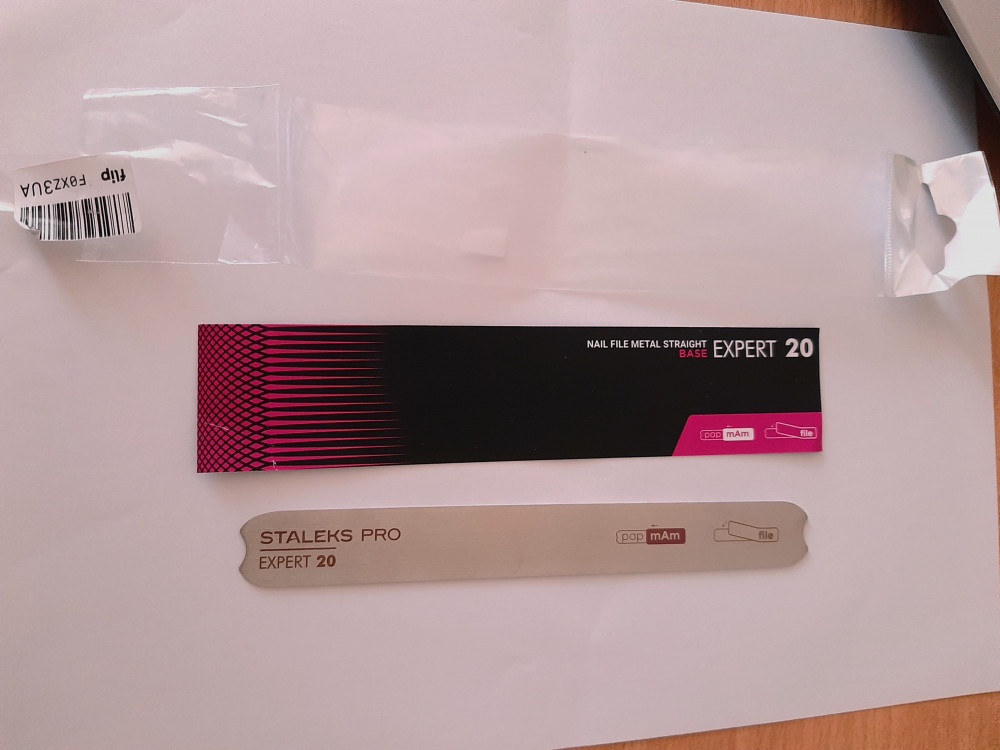 flip
F0XZ3UA
NAIL FILE METAL STRAIGHT
BASE EXPERT 20
pap mAm
file
STALEKS PRO
EXPERT 20
pap mAm
file